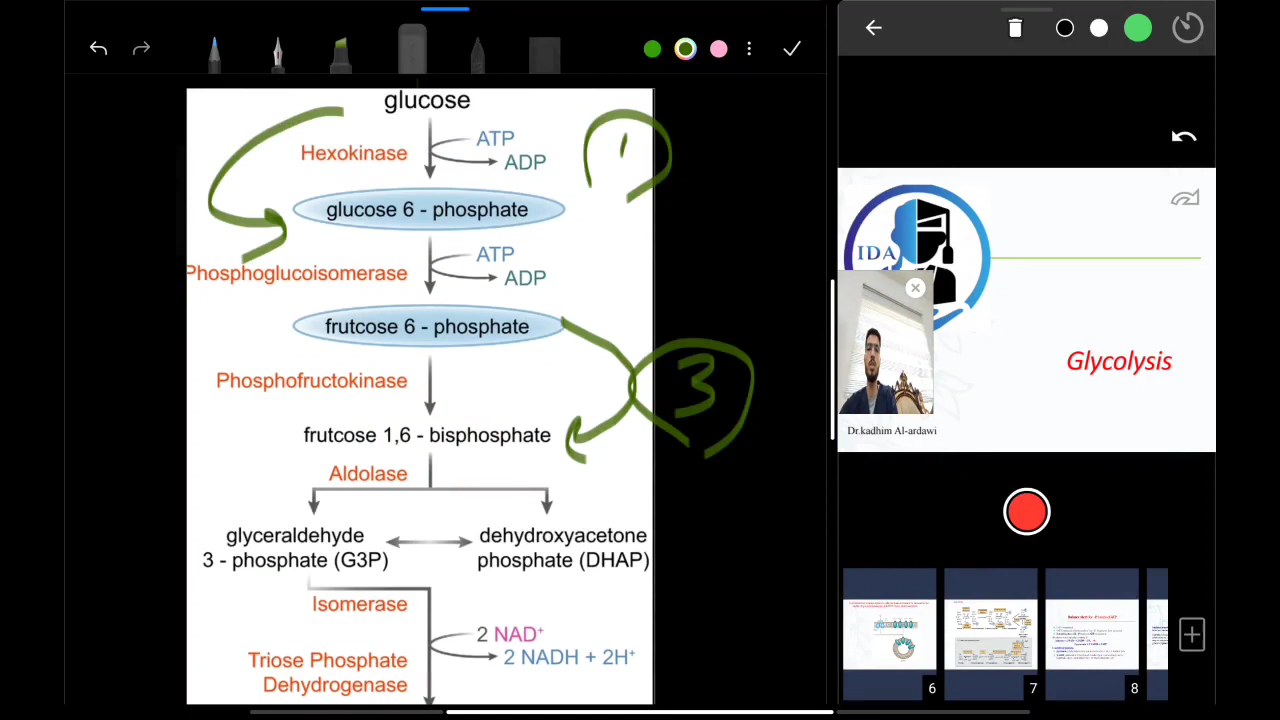 glucose
ATP
Hexokinase
ADP
1
glucose 6 - phosphate
ATP
Phosphoglucoisomerase
ADP
frutcose 6 - phosphate
Phosphofructokinase
3
frutcose 1,6 - bisphosphate
Aldolase
glyceraldehyde
3 - phosphate (G3P)
dehydroxyacetone
phosphate (DHAP)
Isomerase
2 NAD+
2 NADH + 2H+
Triose Phosphate
Dehydrogenase
IDA
Glycolysis
Dr.kadhim Al-ardawi
6
7
8